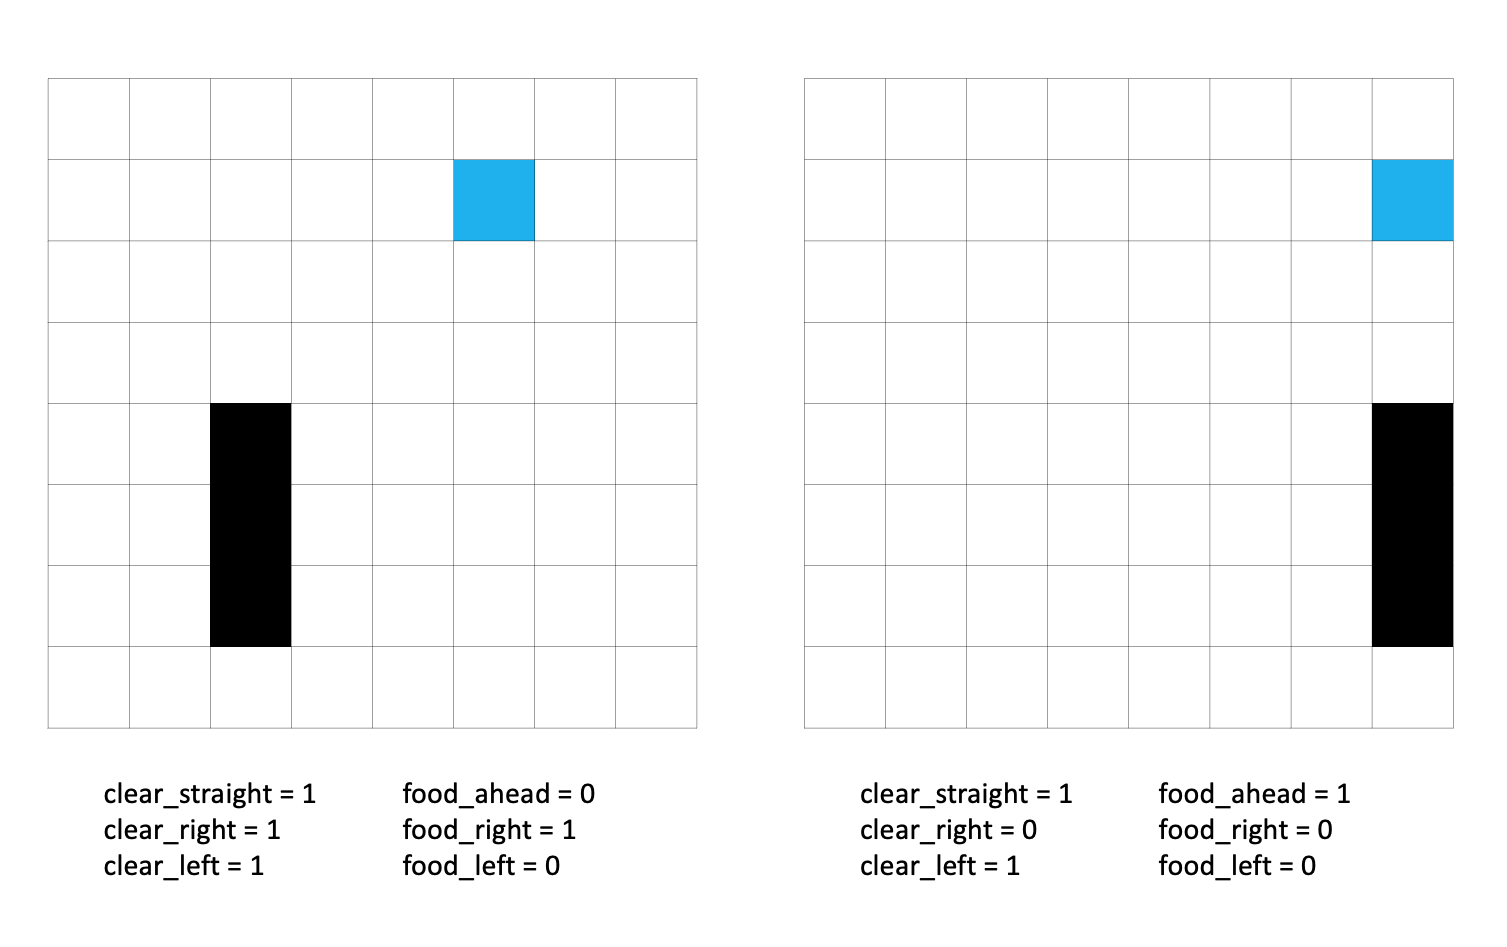 clear_straight = 1
clear_right = 1
clear_left = 1
food_ahead = 0
food_right = 1
food_left = 0
clear_straight = 1
clear_right = 0
clear_left = 1
food_ahead = 1
food_right = 0
food_left = 0